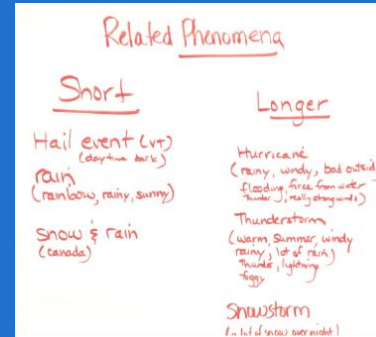 Related Phenomena
Short
Hail event (VT)
(daytime dark)
rain
(rainbow, rainy, sunny)
snow & rain
(canada)
Longer
Hurricane
(rainy, windy, bad outside
flooding, force from water
thunder, really strong winds)
Thunderstorm
(warm, summer, windy
rainy, lot of rain)
Thunder, lightning
foggy
Snowstorm
(a lot of snow overnight)